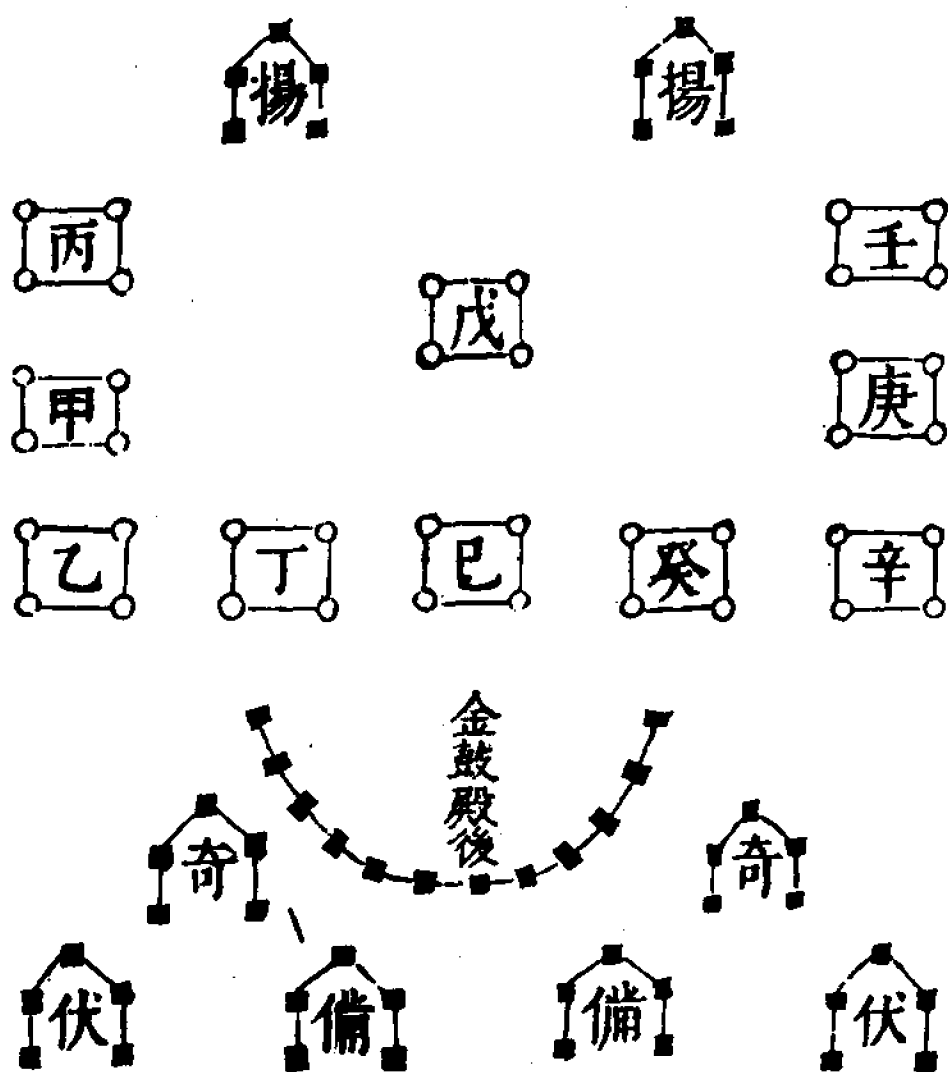 揚 揚
丙 壬
戊
甲 庚
乙 丁 巳 癸 辛
金鼓殿後
奇 奇
伏 備 備 伏